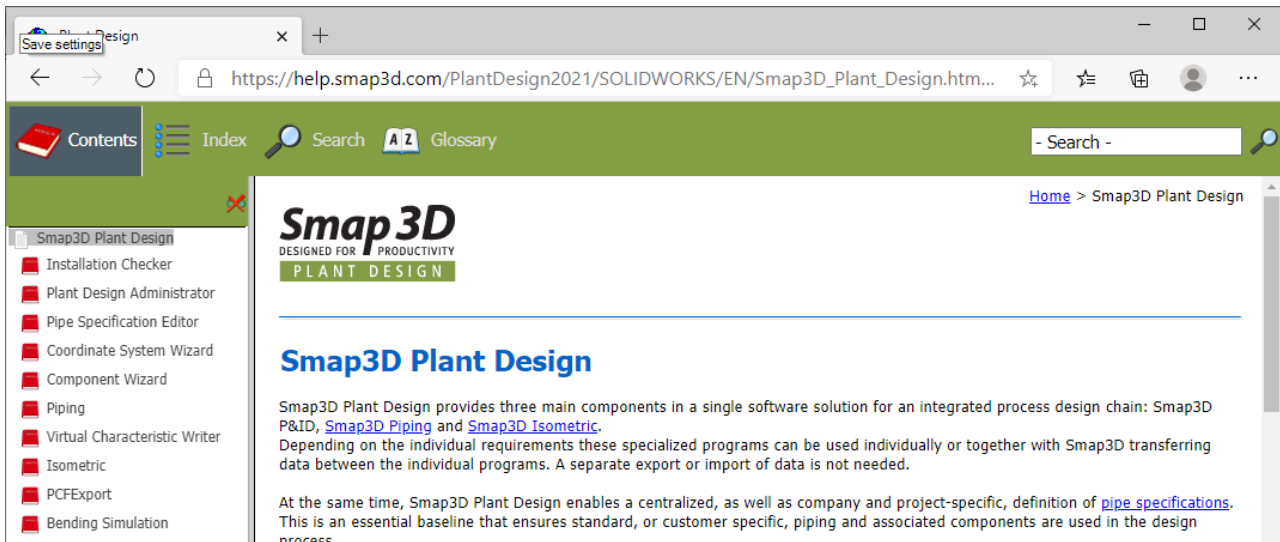 Plant Design
Save settings
https://help.smap3d.com/PlantDesign2021/SOLIDWORKS/EN/Smap3D_Plant_Design.htm...
Contents
Index
Search
A Z
Glossary
- Search -
Home > Smap3D Plant Design
Smap3D Plant Design
Installation Checker
Plant Design Administrator
Pipe Specification Editor
Coordinate System Wizard
Component Wizard
Piping
Virtual Characteristic Writer
Isometric
PCFExport
Bending Simulation
Smap3D
DESIGNED FOR PRODUCTIVITY
PLANT DESIGN
Smap3D Plant Design
Smap3D Plant Design provides three main components in a single software solution for an integrated process design chain: Smap3D
P&ID, Smap3D Piping and Smap3D Isometric.
Depending on the individual requirements these specialized programs can be used individually or together with Smap3D transferring
data between the individual programs. A separate export or import of data is not needed.
At the same time, Smap3D Plant Design enables a centralized, as well as company and project-specific, definition of pipe specifications.
This is an essential baseline that ensures standard, or customer specific, piping and associated components are used in the design
process.